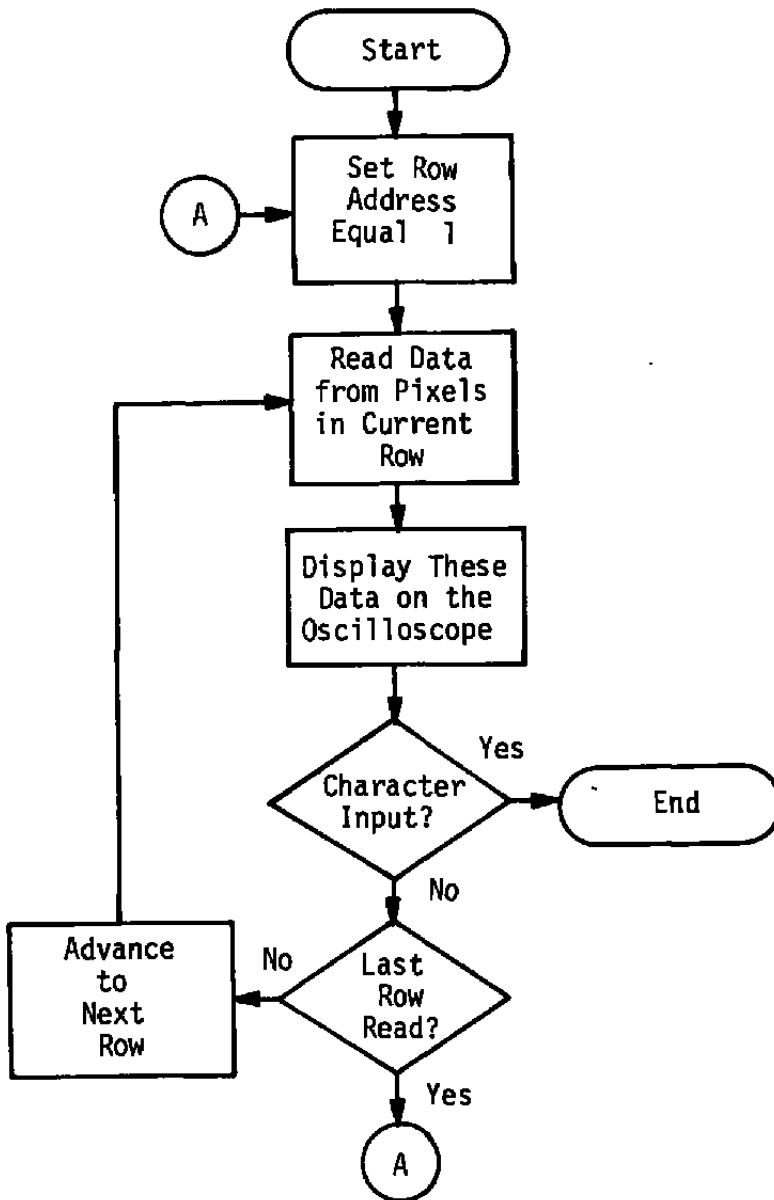 Start
Set Row
Address
Equal 1
A
Read Data
from Pixels
in Current
Row
Display These
Data on the
Oscilloscope
Character
Input?
Yes
End
No
Last
Row
Read?
No
Advance
to
Next
Row
Yes
A